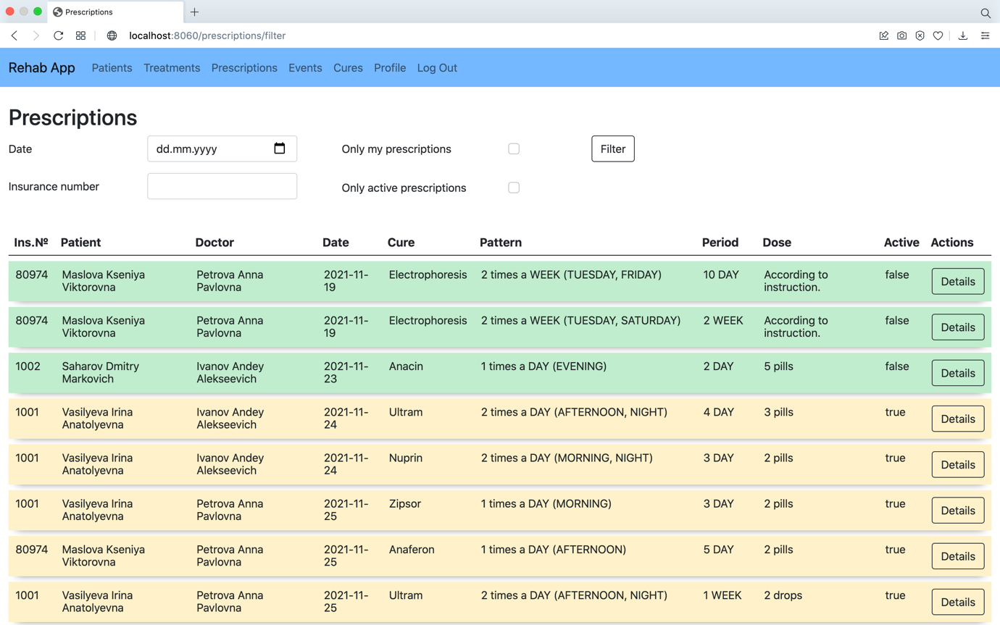 Prescriptions
localhost:8060/prescriptions/filter
Rehab App Patients Treatments Prescriptions Events Cures Profile Log Out
Prescriptions
Date dd.mm.yyyy Only my prescriptions Filter
Insurance number Only active prescriptions
Ins.Nº Patient Doctor Date Cure Pattern Period Dose Active Actions
80974 Maslova Kseniya Petrova Anna 2021-11- Electrophoresis 2 times a WEEK (TUESDAY, FRIDAY) 10 DAY According to false Details
Viktorovna Pavlovna 19 instruction.
80974 Maslova Kseniya Petrova Anna 2021-11- Electrophoresis 2 times a WEEK (TUESDAY, SATURDAY) 2 WEEK According to false Details
Viktorovna Pavlovna 19 instruction.
1002 Saharov Dmitry Ivanov Andey 2021-11- Anacin 1 times a DAY (EVENING) 2 DAY 5 pills false Details
Markovich Alekseevich 23
1001 Vasilyeva Irina Ivanov Andey 2021-11- Ultram 2 times a DAY (AFTERNOON, NIGHT) 4 DAY 3 pills true Details
Anatolyevna Alekseevich 24
1001 Vasilyeva Irina Ivanov Andey 2021-11- Nuprin 2 times a DAY (MORNING, NIGHT) 3 DAY 2 pills true Details
Anatolyevna Alekseevich 24
1001 Vasilyeva Irina Petrova Anna 2021-11- Zipsor 1 times a DAY (MORNING) 3 DAY 2 pills true Details
Anatolyevna Pavlovna 25
80974 Maslova Kseniya Petrova Anna 2021-11- Anaferon 1 times a DAY (AFTERNOON) 5 DAY 2 pills true Details
Viktorovna Pavlovna 25
1001 Vasilyeva Irina Petrova Anna 2021-11- Ultram 2 times a DAY (AFTERNOON, NIGHT) 1 WEEK 2 drops true Details
Anatolyevna Pavlovna 25